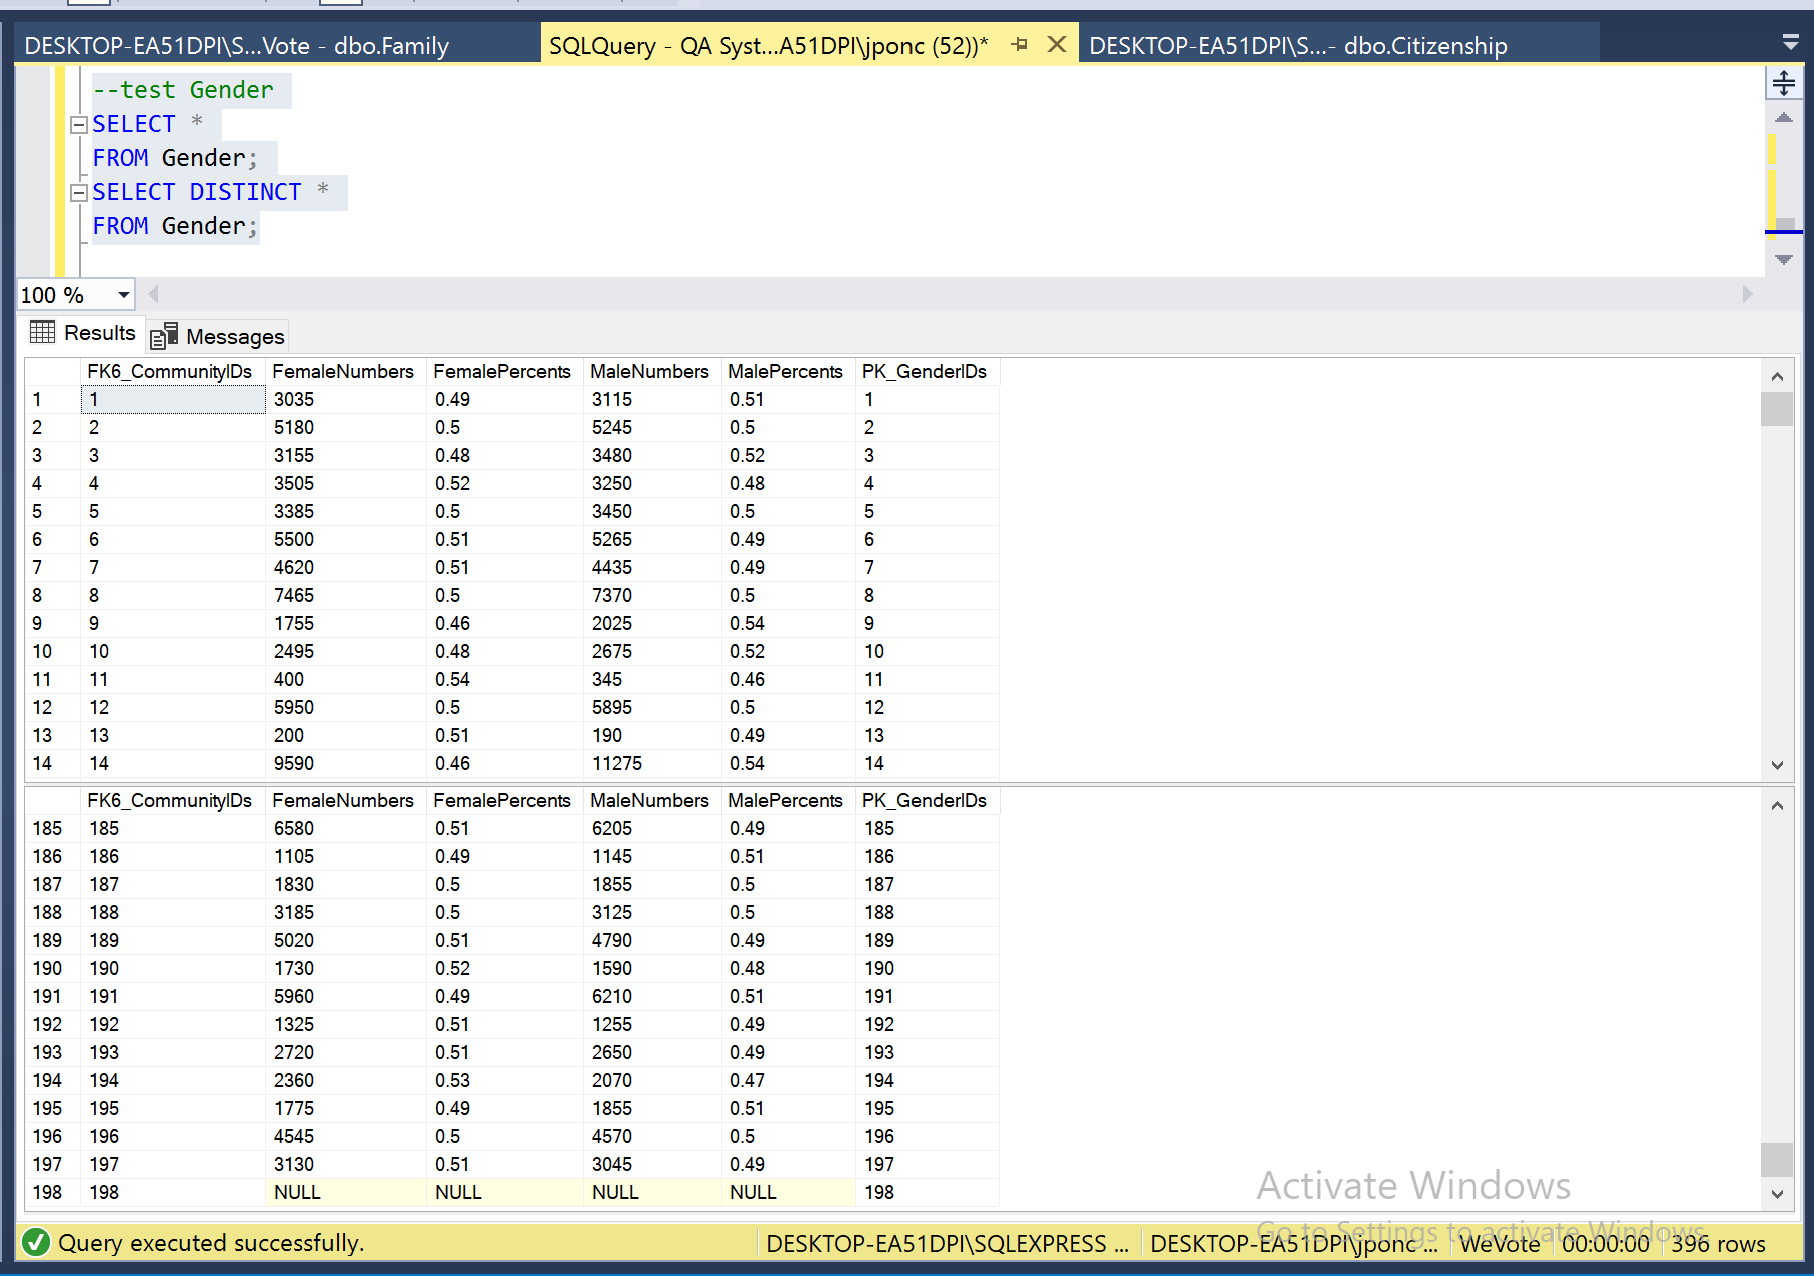 DESKTOP-EA51DPI\S...Vote - dbo.Family SQLQuery - QA Syst...A51DPI\jponc (52))* DESKTOP-EA51DPI\S...- dbo.Citizenship
--test Gender
SELECT *
FROM Gender;
SELECT DISTINCT *
FROM Gender;
100 %
Results Messages
FK6_CommunityIDs FemaleNumbers FemalePercents MaleNumbers MalePercents PK_GenderIDs
1 1 3035 0.49 3115 0.51 1
2 2 5180 0.5 5245 0.5 2
3 3 3155 0.48 3480 0.52 3
4 4 3505 0.52 3250 0.48 4
5 5 3385 0.5 3450 0.5 5
6 6 5500 0.51 5265 0.49 6
7 7 4620 0.51 4435 0.49 7
8 8 7465 0.5 7370 0.5 8
9 9 1755 0.46 2025 0.54 9
10 10 2495 0.48 2675 0.52 10
11 11 400 0.54 345 0.46 11
12 12 5950 0.5 5895 0.5 12
13 13 200 0.51 190 0.49 13
14 14 9590 0.46 11275 0.54 14
FK6_CommunityIDs FemaleNumbers FemalePercents MaleNumbers MalePercents PK_GenderIDs
185 185 6580 0.51 6205 0.49 185
186 186 1105 0.49 1145 0.51 186
187 187 1830 0.5 1855 0.5 187
188 188 3185 0.5 3125 0.5 188
189 189 5020 0.51 4790 0.49 189
190 190 1730 0.52 1590 0.48 190
191 191 5960 0.49 6210 0.51 191
192 192 1325 0.51 1255 0.49 192
193 193 2720 0.51 2650 0.49 193
194 194 2360 0.53 2070 0.47 194
195 195 1775 0.49 1855 0.51 195
196 196 4545 0.5 4570 0.5 196
197 197 3130 0.51 3045 0.49 197
198 198 NULL NULL NULL NULL 198
Activate Windows
Go to Settings to activate Windows.
Query executed successfully. DESKTOP-EA51DPI\SQLEXPRESS ... DESKTOP-EA51DPI\jponc ... WeVote 00:00:00 396 rows